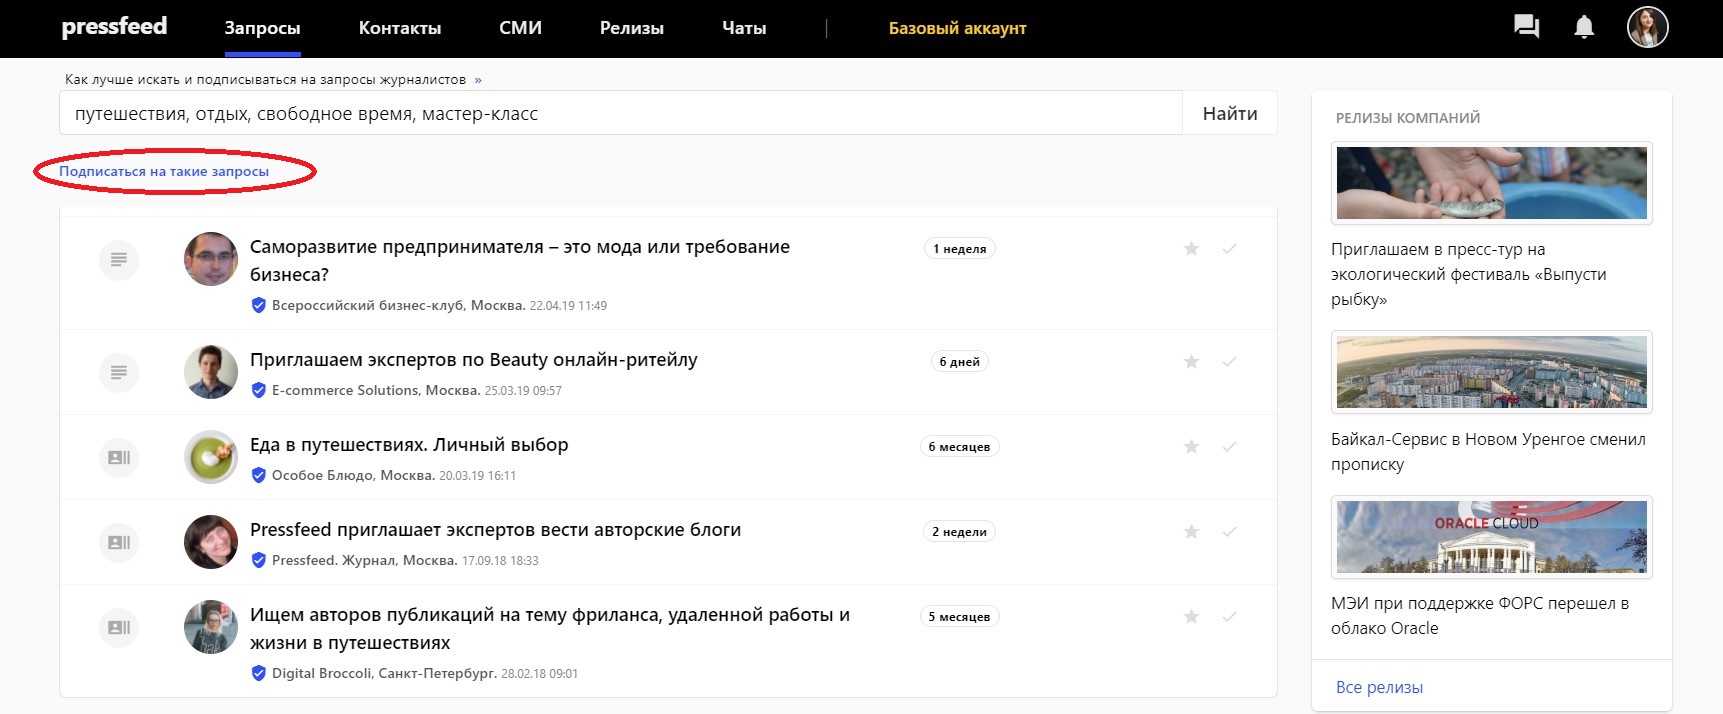 pressfeed
Запросы
Контакты
СМИ
Релизы
Чаты
Базовый аккаунт
Как лучше искать и подписываться на запросы журналистов »
путешествия, отдых, свободное время, мастер-класс
Найти
Подписаться на такие запросы
Саморазвитие предпринимателя – это мода или требование
бизнеса?
1 неделя
Всероссийский бизнес-клуб, Москва. 22.04.19 11:49
Приглашаем экспертов по Beauty онлайн-ритейлу
6 дней
E-commerce Solutions, Москва. 25.03.19 09:57
Еда в путешествиях. Личный выбор
6 месяцев
Особое Блюдо, Москва. 20.03.19 16:11
Pressfeed приглашает экспертов вести авторские блоги
2 недели
Pressfeed. Журнал, Москва. 17.09.18 18:33
Ищем авторов публикаций на тему фриланса, удаленной работы и
жизни в путешествиях
5 месяцев
Digital Broccoli, Санкт-Петербург. 28.02.18 09:01
РЕЛИЗЫ КОМПАНИЙ
Приглашаем в пресс-тур на
экологический фестиваль «Выпусти
рыбку»
Байкал-Сервис в Новом Уренгое сменил
прописку
ORACLE CLOUD
МЭИ при поддержке ФОРС перешел в
облако Oracle
Все релизы